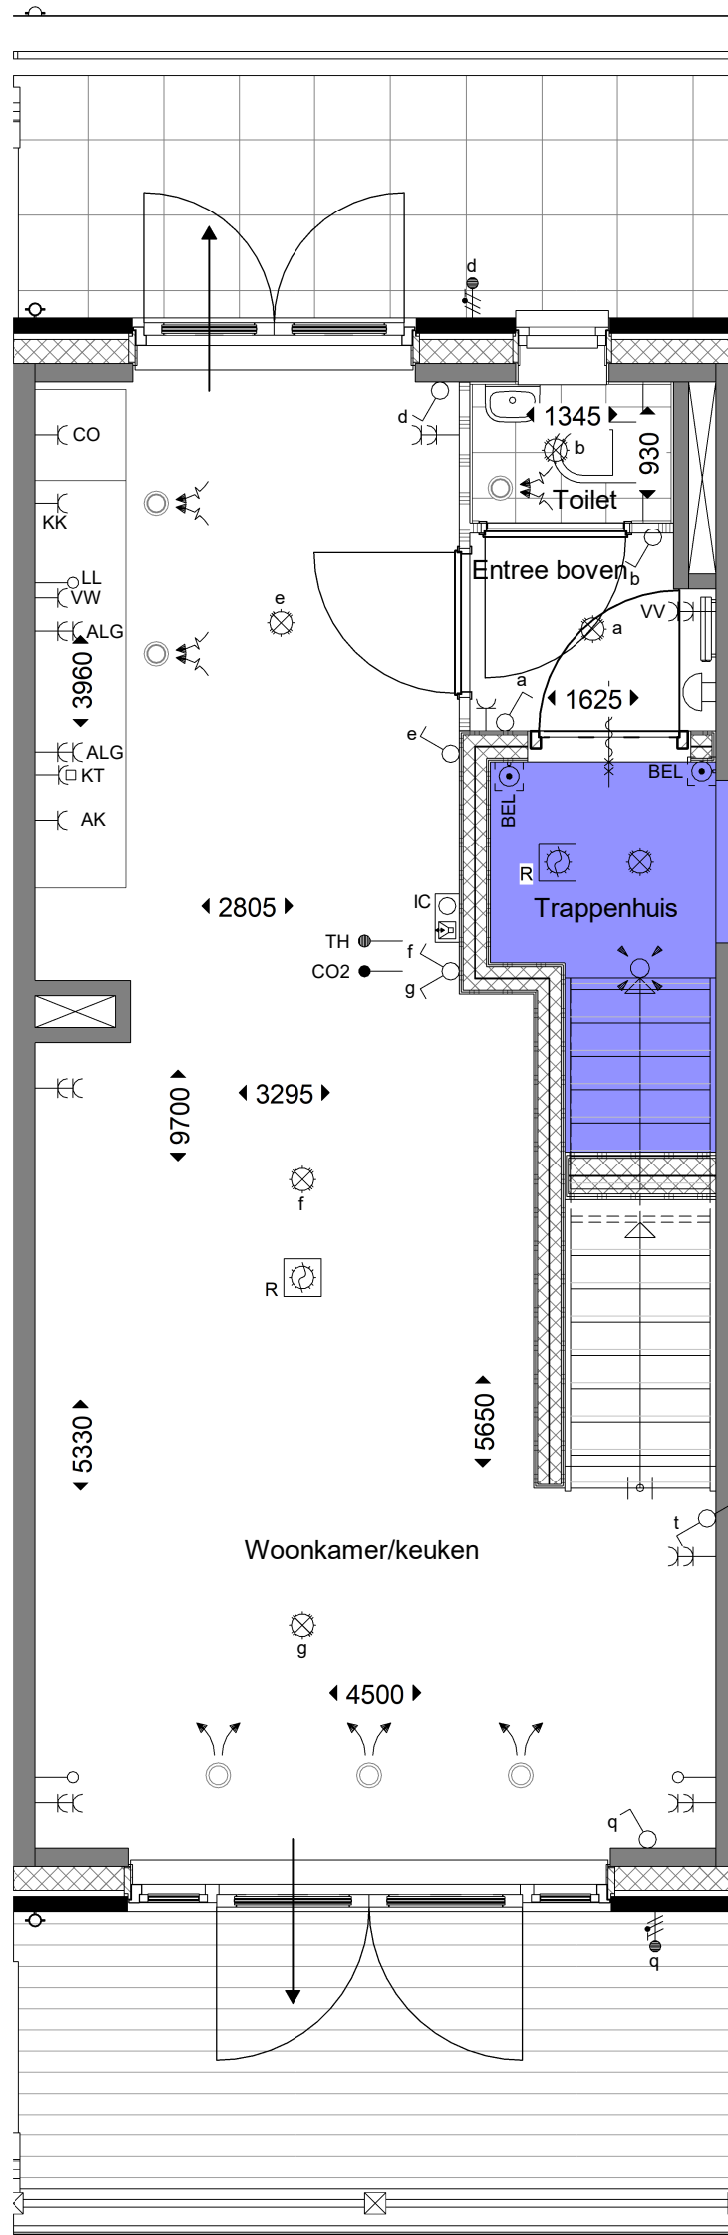 d
d
1345
930
CO
b
Toilet
KK
LL
VW
Entree boven
b
e
VV
ALG
a
3960
a
1625
e
ALG
KT
BEL
BEL
AK
R
IC
2805
Trappenhuis
TH
f
CO2
g
3295
9700
f
R
5330
5650
t
Woonkamer/keuken
g
4500
q
q